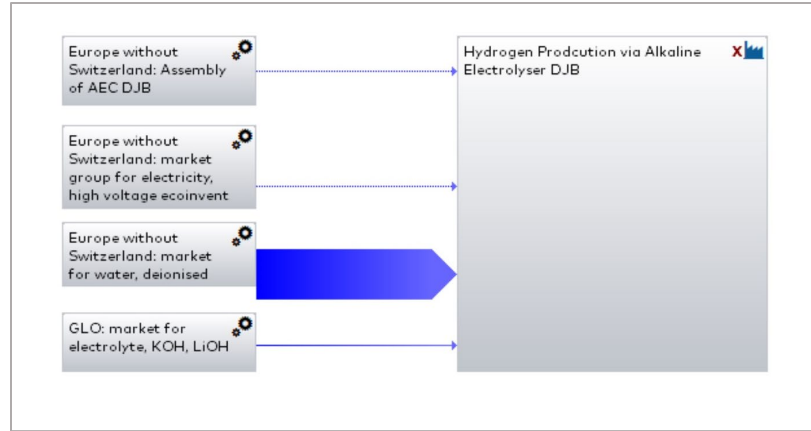 Europe without
Switzerland: Assembly
of AEC DJB
Hydrogen Prodcution via Alkaline
Electrolyser DJB
X
Europe without
Switzerland: market
group for electricity,
high voltage ecoinvent
Europe without
Switzerland: market
for water, deionised
GLO: market for
electrolyte, KOH, LiOH